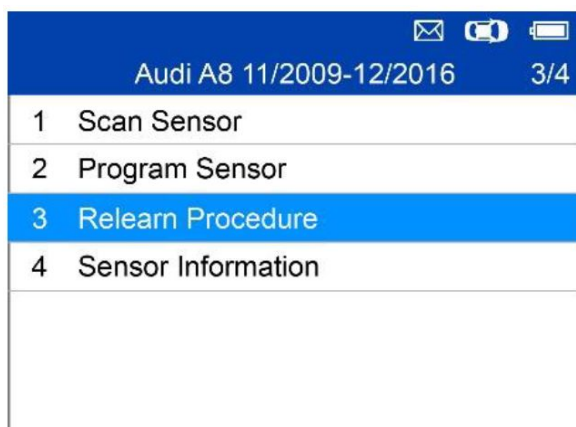 Audi A8 11/2009-12/2016 3/4
1 Scan Sensor
2 Program Sensor
3 Relearn Procedure
4 Sensor Information